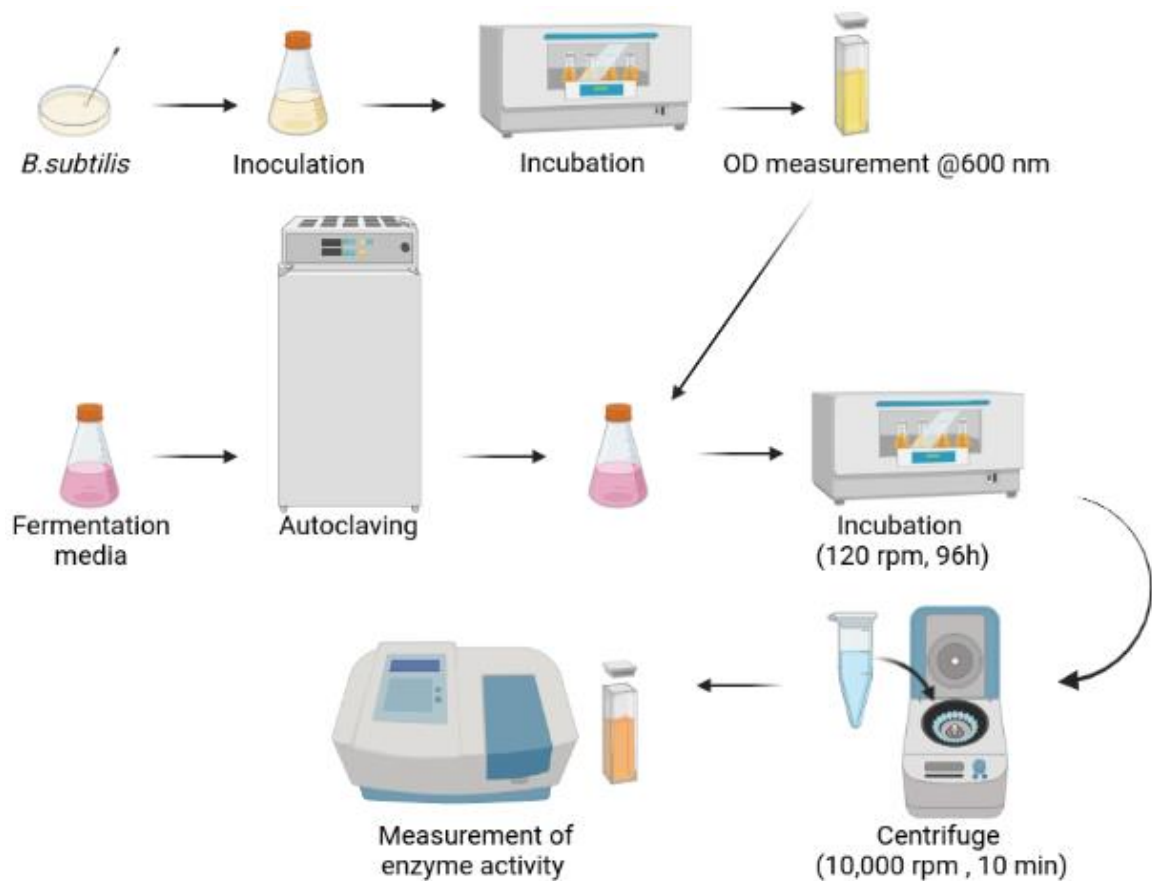 B.subtilis
Inoculation
Incubation
OD measurement @600 nm
Fermentation
media
Autoclaving
Incubation
(120 rpm, 96h)
Measurement of
enzyme activity
Centrifuge
(10,000 rpm , 10 min)